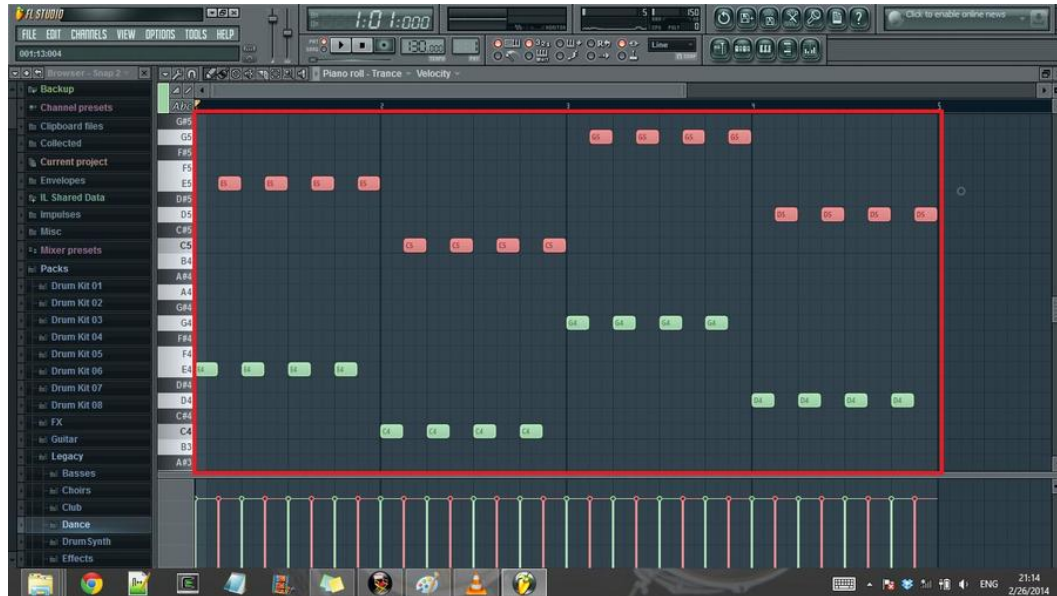 FL STUDIO
FILE EDIT CHANNELS VIEW OPTIONS TOOLS HELP
001:13:004
1:01:000
130.000
Line
5
150
0
Click to enable online news
Browser - Snap 2
Piano roll - Trance - Velocity
Backup
Channel presets
Clipboard files
Collected
Current project
Envelopes
IL Shared Data
Impulses
Misc
Mixer presets
Packs
Drum Kit 01
Drum Kit 02
Drum Kit 03
Drum Kit 04
Drum Kit 05
Drum Kit 06
Drum Kit 07
Drum Kit 08
FX
Guitar
Legacy
Basses
Choirs
Club
Dance
DrumSynth
Effects
Abc
2 3 4 5
G#5
G5 G5 G5 G5 G5
F#5
F5
E5 E5 E5 E5 E5
D#5
D5 D5 D5 D5 D5
C#5
C5 C5 C5 C5 C5
B4
A#4
A4
G#4
G4 G4 G4 G4 G4
F#4
F4
E4 E4 E4 E4 E4
D#4
D4 D4 D4 D4 D4
C#4
C4 C4 C4 C4 C4
B3
A#3
ENG
21:14
2/26/2014